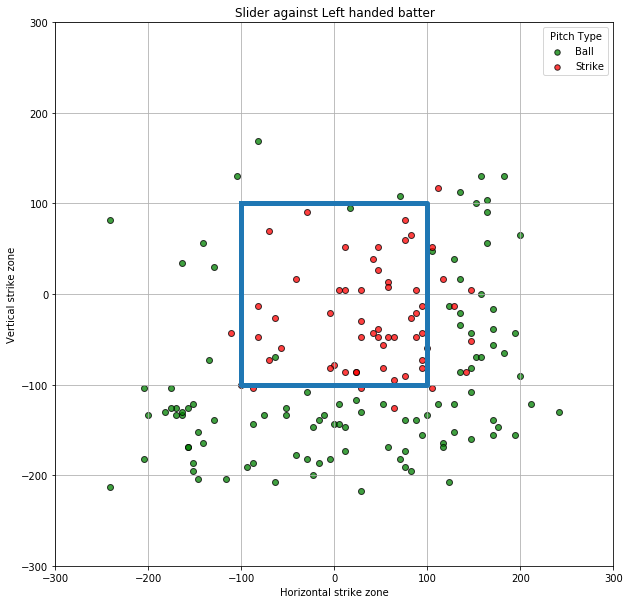 Slider against Left handed batter
Pitch Type
Ball
Strike
300
200
100
0
−100
−200
−300
Vertical strike zone
−300
−200
−100
0
100
200
300
Horizontal strike zone